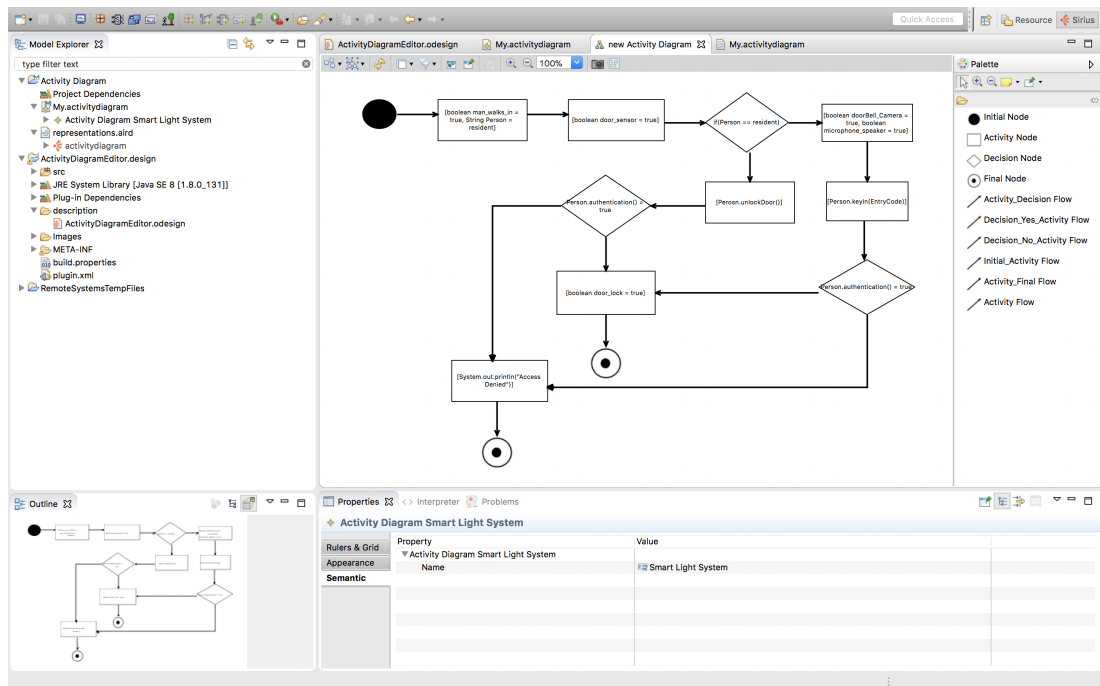 Quick Access
Resource
Sirius
Model Explorer
type filter text
Activity Diagram
Project Dependencies
My.activitydiagram
Activity Diagram Smart Light System
representations.aird
activitydiagram
ActivityDiagramEditor.design
src
JRE System Library [Java SE 8 [1.8.0_131]]
Plug-in Dependencies
description
ActivityDiagramEditor.odesign
Images
META-INF
build.properties
plugin.xml
RemoteSystemsTempFiles
ActivityDiagramEditor.odesign
My.activitydiagram
new Activity Diagram
My.activitydiagram
100%
[boolean man_walks_in =
true, String Person =
resident]
[boolean door_sensor = true]
if(Person == resident)
[boolean doorBell_Camera =
true, boolean
microphone_speaker = true]
Person.authentication() =
true
[Perosn.unlockDoor()]
[Person.keyIn(EntryCode)]
[boolean door_lock = true]
Person.authentication() = true
[System.out.println("Access
Denied")]
Palette
Initial Node
Activity Node
Decision Node
Final Node
Activity_Decision Flow
Decision_Yes_Activity Flow
Decision_No_Activity Flow
Initial_Activity Flow
Activity_Final Flow
Activity Flow
Outline
Properties
Interpreter
Problems
Activity Diagram Smart Light System
Rulers & Grid
Appearance
Semantic
Property
Value
Activity Diagram Smart Light System
Name
Smart Light System